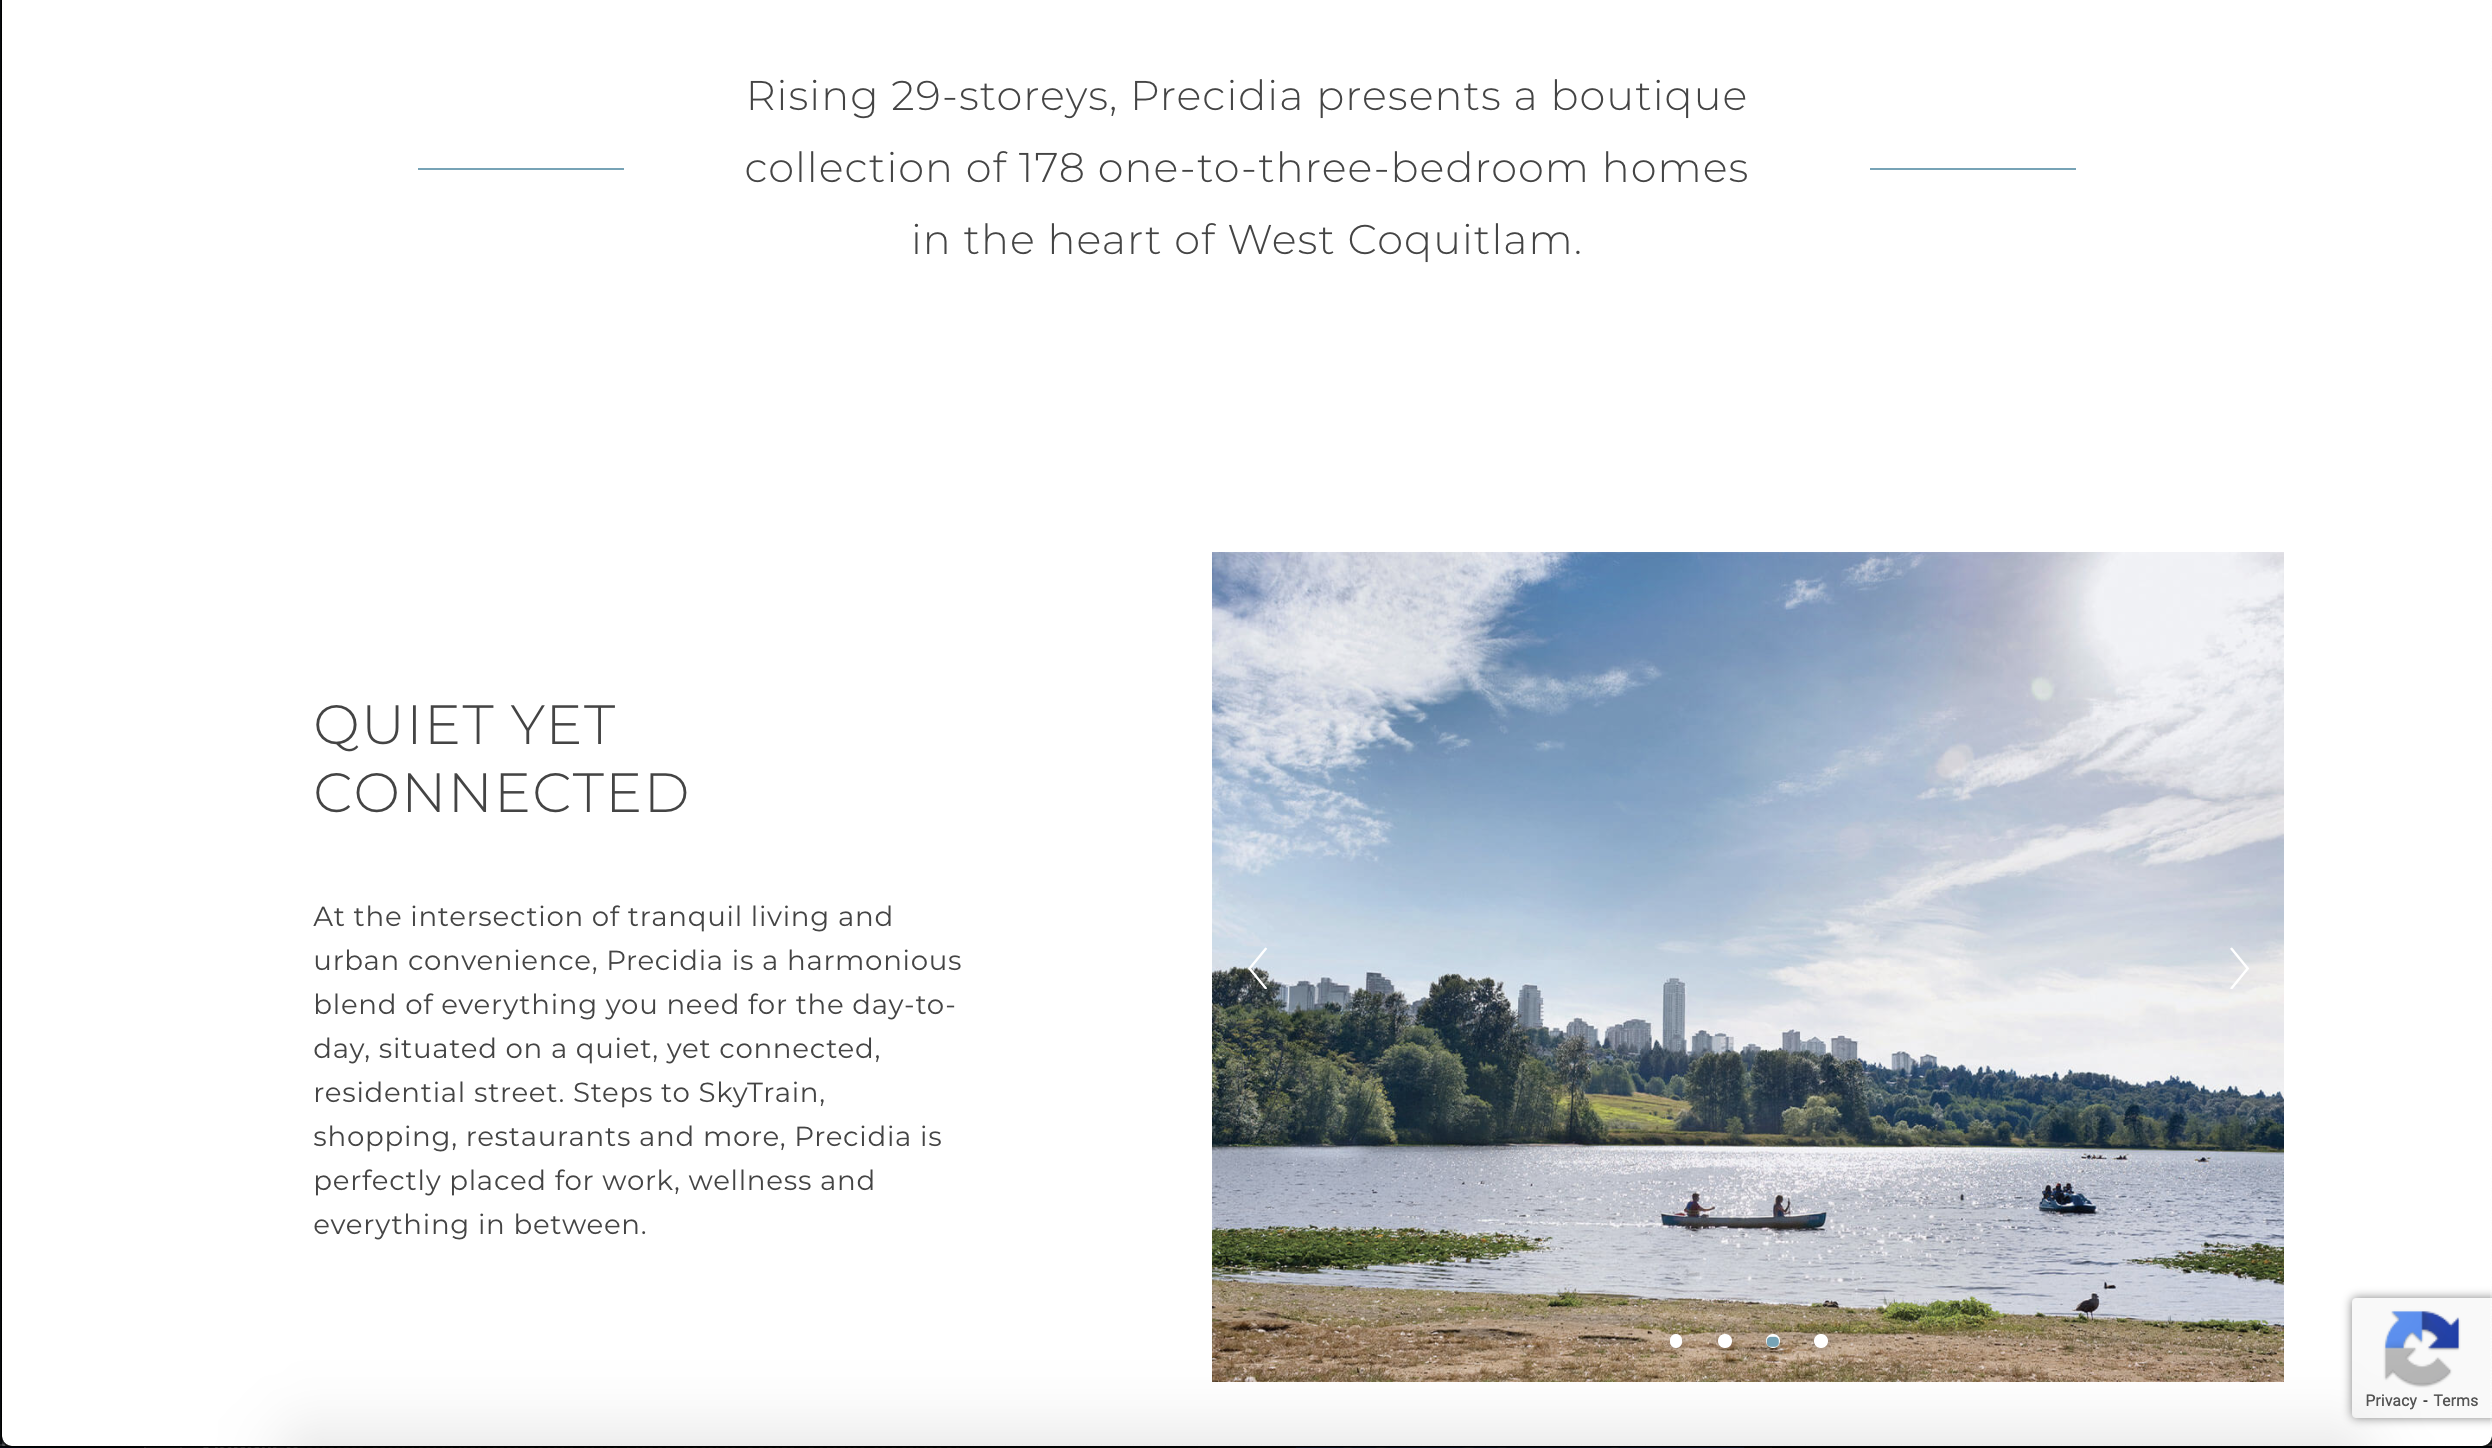 Rising 29-storeys, Precidia presents a boutique
collection of 178 one-to-three-bedroom homes
in the heart of West Coquitlam.
QUIET YET
CONNECTED
At the intersection of tranquil living and
urban convenience, Precidia is a harmonious
blend of everything you need for the day-to-
day, situated on a quiet, yet connected,
residential street. Steps to SkyTrain,
shopping, restaurants and more, Precidia is
perfectly placed for work, wellness and
everything in between.
Privacy - Terms